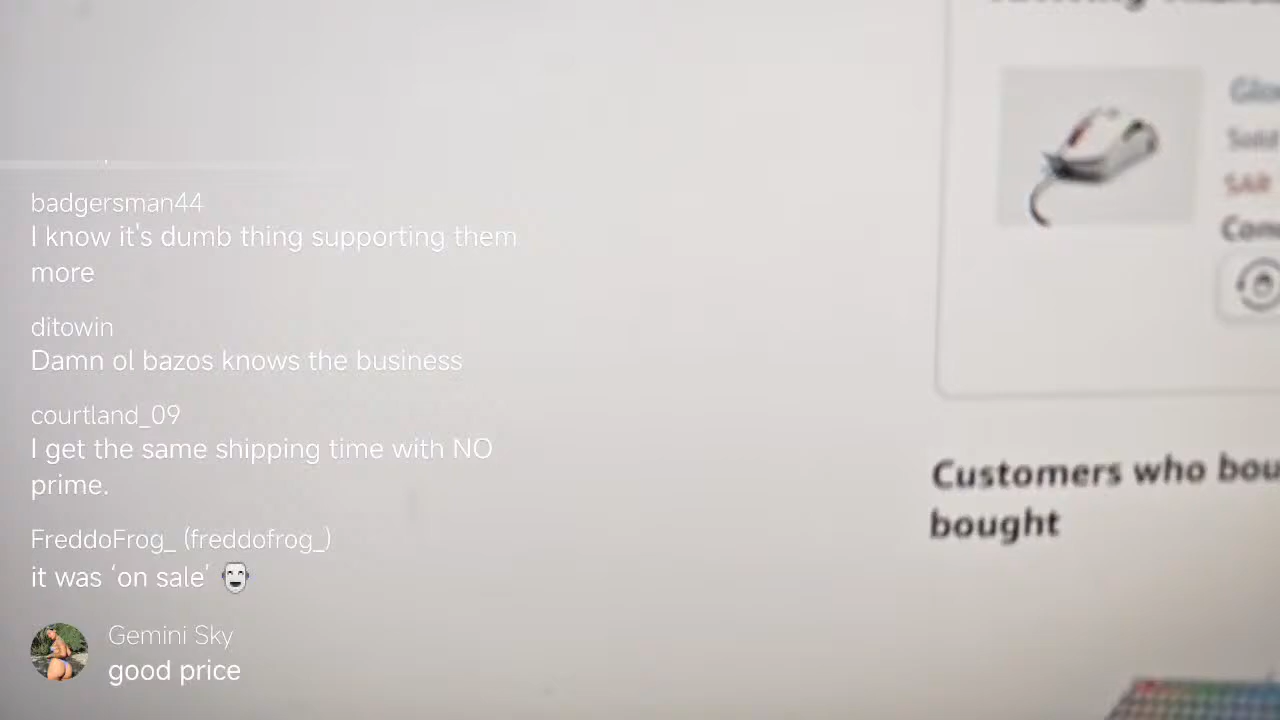 badgersman44
I know it's dumb thing supporting them
more
ditowin
Damn ol bazos knows the business
courtland_09
I get the same shipping time with NO
prime.
FreddoFrog_ (freddofrog_)
it was ‘on sale’
Gemini Sky
good price
Sold
SAR
Customers who bou
bought